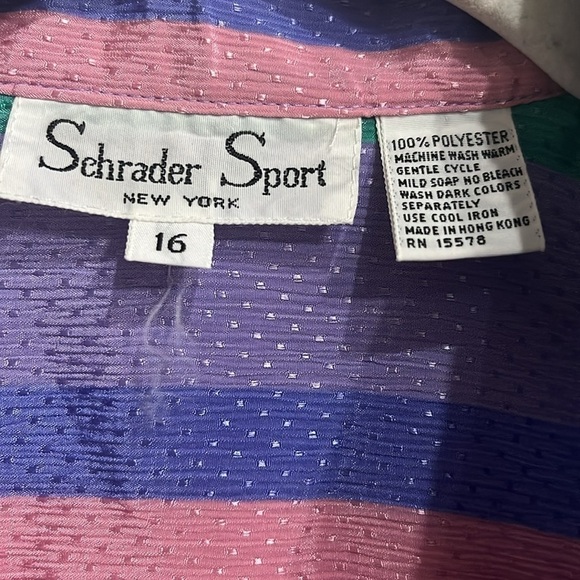 Schrader Sport
NEW YORK
16
100% POLYESTER
MACHINE WASH WARM
GENTLE CYCLE
MILD SOAP NO BLEACH
WASH DARK COLORS
SEPARATELY
USE COOL IRON
MADE IN HONG KONG
RN 15578